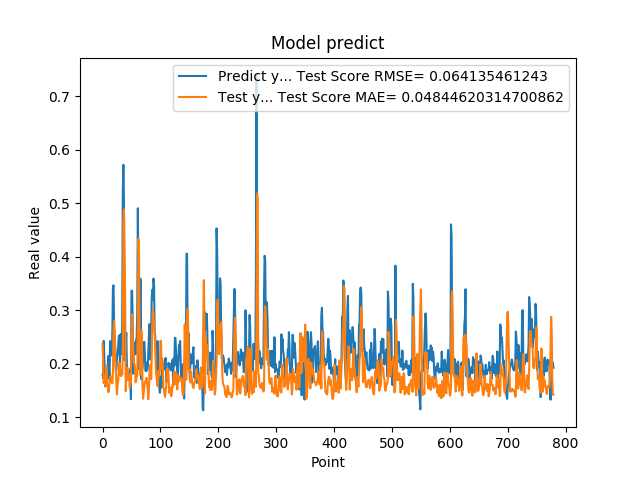 Model predict
Predict y... Test Score RMSE= 0.064135461243
Test y... Test Score MAE= 0.04844620314700862
Real value
0.7
0.6
0.5
0.4
0.3
0.2
0.1
0 100 200 300 400 500 600 700 800
Point